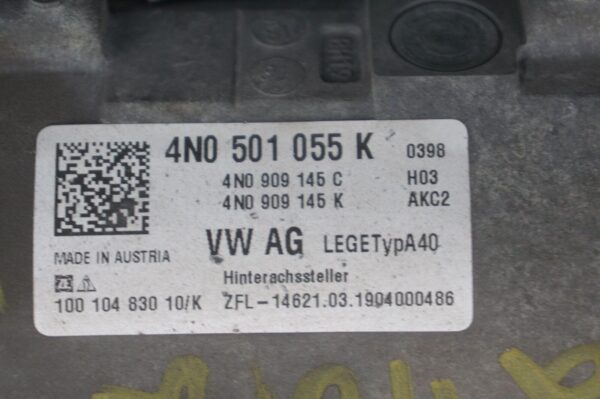 4N0 501 055 K 0398
4N0 909 145 C H03
4N0 909 145 K AKC2
MADE IN AUSTRIA VW AG LEGETypA40
Hinterachssteller
100 104 830 10/K ZFL-14621.03.1904000486